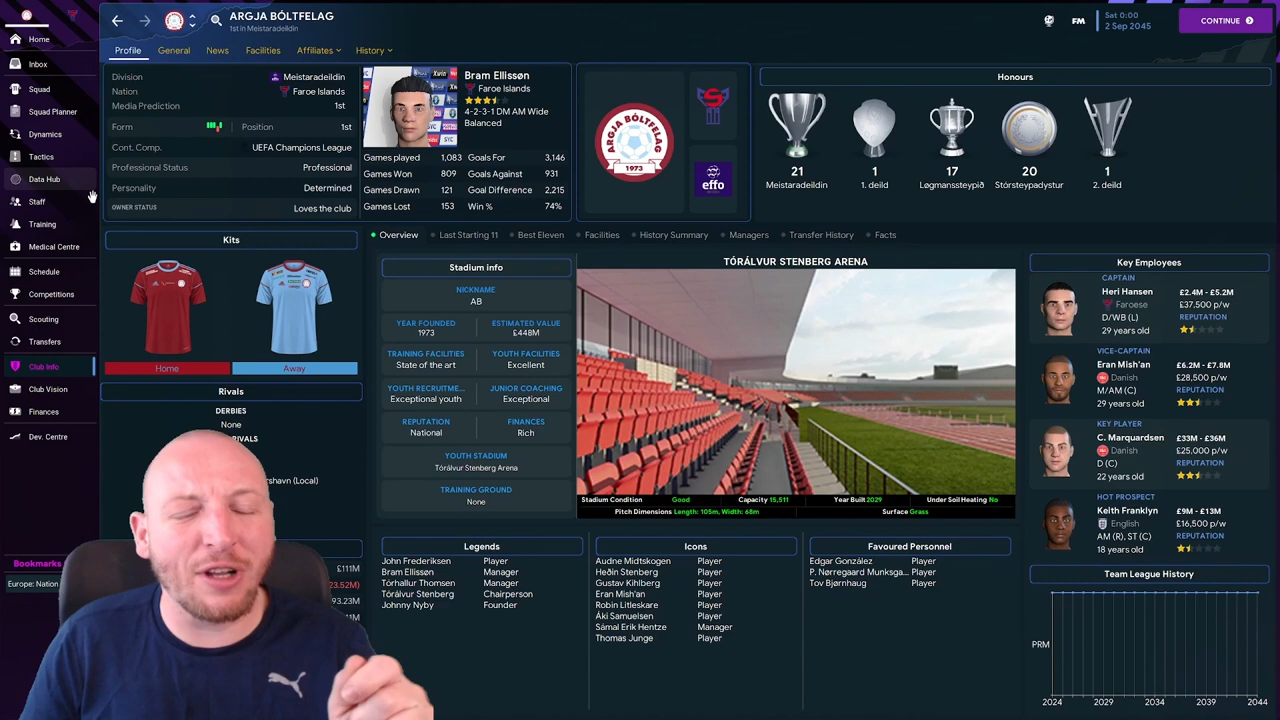 ARGJA BÓLTFELAG
1st in Meistaradeildin
FM
Sat 0:00
2 Sep 2045
CONTINUE
Profile
General
News
Facilities
Affiliates
History
Home
Inbox
Squad
Squad Planner
Dynamics
Tactics
Data Hub
Staff
Training
Medical Centre
Schedule
Competitions
Scouting
Transfers
Club Info
Club Vision
Finances
Dev. Centre
Bookmarks
Europe: Nation
Division Meistaradeildin
Nation Faroe Islands
Media Prediction 1st
Form Position 1st
Cont. Comp. UEFA Champions League
Professional Status Professional
Personality Determined
OWNER STATUS Loves the club
Bram Ellissøn
Faroe Islands
4-2-3-1 DM AM Wide
Balanced
Games played 1,083 Goals For 3,146
Games Won 809 Goals Against 931
Games Drawn 121 Goal Difference 2,215
Games Lost 153 Win % 74%
ARGJA BÓLTFELAG
1973
effo
Honours
21 1 17 20 1
Meistaradeildin 1. deild Løgmanssteypið Stórsteypadystur 2. deild
Kits
Home Away
Rivals
DERBIES
None
£111M
Overview
Last Starting 11
Best Eleven
Facilities
History Summary
Managers
Transfer History
Facts
Stadium info
NICKNAME
AB
YEAR FOUNDED ESTIMATED VALUE
1973 £448M
TRAINING FACILITIES YOUTH FACILITIES
State of the art Excellent
YOUTH RECRUITME... JUNIOR COACHING
Exceptional youth Exceptional
REPUTATION FINANCES
National Rich
YOUTH STADIUM
Tórálvur Stenberg Arena
TRAINING GROUND
None
TÓRÁLVUR STENBERG ARENA
Stadium Condition Good Capacity 15,511 Year Built 2029 Under Soil Heating No
Pitch Dimensions Length: 105m, Width: 68m Surface Grass
Legends
John Frederiksen Player
Bram Ellissøn Manager
Tórhallur Thomsen Manager
Tórálvur Stenberg Chairperson
Johnny Nyby Founder
Icons
Audne Midtskogen Player
Heðin Stenberg Player
Gustav Kihlberg Player
Eran Mish'an Player
Robin Litleskare Player
Áki Samuelsen Player
Sámal Erik Hentze Manager
Thomas Junge Player
Favoured Personnel
Edgar González Player
P. Nørregaard Munksga... Player
Tov Bjørnhaug Player
Key Employees
CAPTAIN
Heri Hansen £2.4M - £5.2M
Faroese £37,500 p/w
D/WB (L) REPUTATION
29 years old
VICE-CAPTAIN
Eran Mish'an £6.2M - £7.8M
Danish £28,500 p/w
M/AM (C) REPUTATION
29 years old
KEY PLAYER
C. Marquardsen £33M - £36M
Danish £25,000 p/w
D (C) REPUTATION
22 years old
HOT PROSPECT
Keith Franklyn £9M - £13M
English £16,500 p/w
AM (R), ST (C) REPUTATION
18 years old
Team League History
PRM
2024 2029 2034 2039 2044